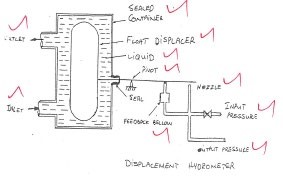 SEALED
CONTAINER
OUTLET
FLOAT DISPLACER
LIQUID
PIVOT
NOZZLE
SEAL
INLET
INPUT
PRESSURE
FEEDBACK BELLOW
OUTPUT PRESSURE
DISPLACEMENT HYDROMETER